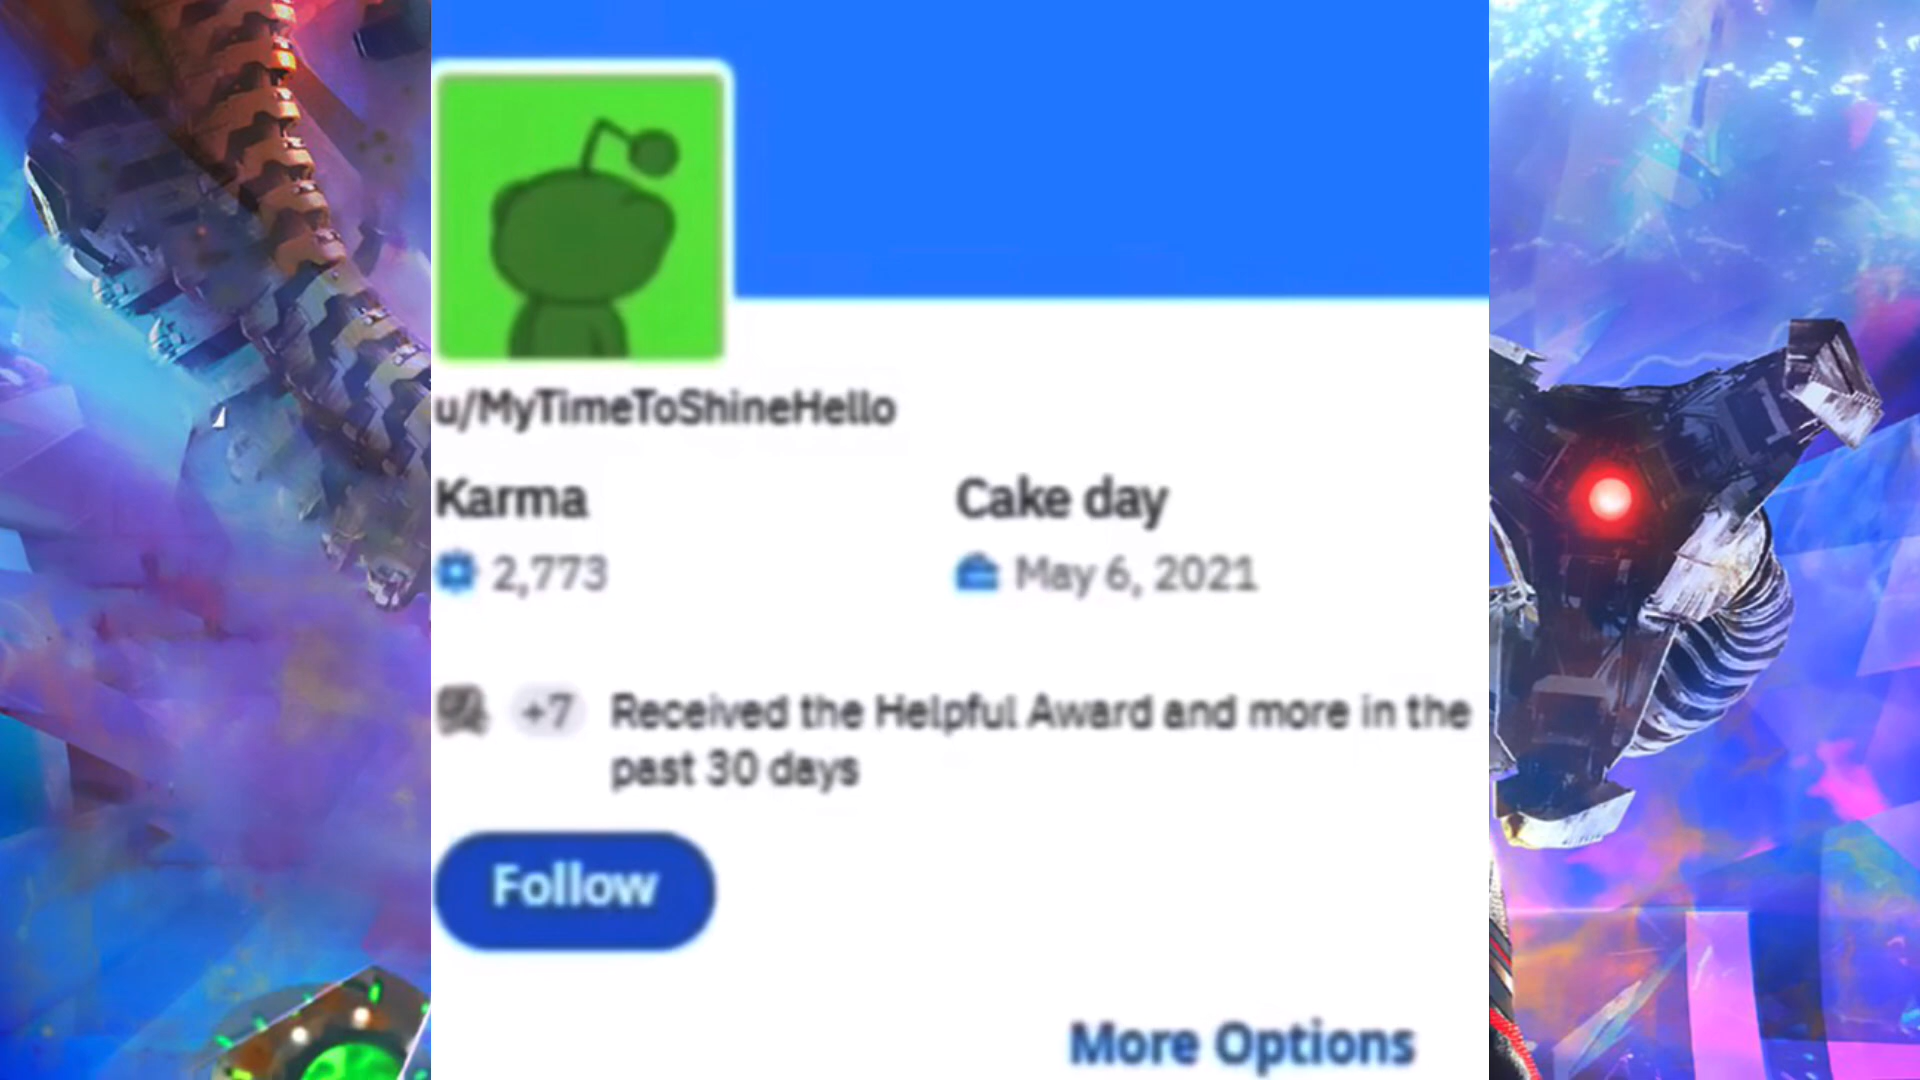 u/MyTimeToShineHello
Karma
Cake day
2,773
May 6, 2021
+7
Received the Helpful Award and more in the
past 30 days
Follow
More Options